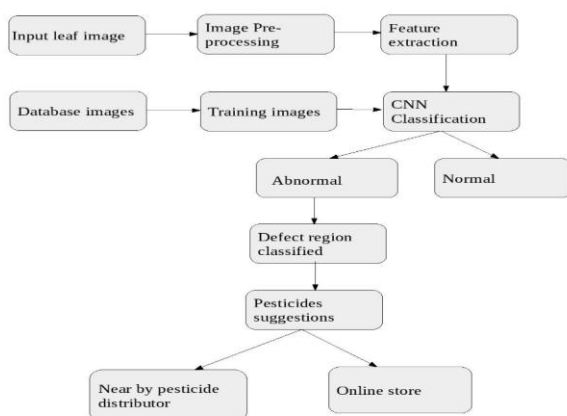 Input leaf image
Image Pre-
processing
Feature
extraction
Database images
Training images
CNN
Classification
Abnormal
Normal
Defect region
classified
Pesticides
suggestions
Near by pesticide
distributor
Online store